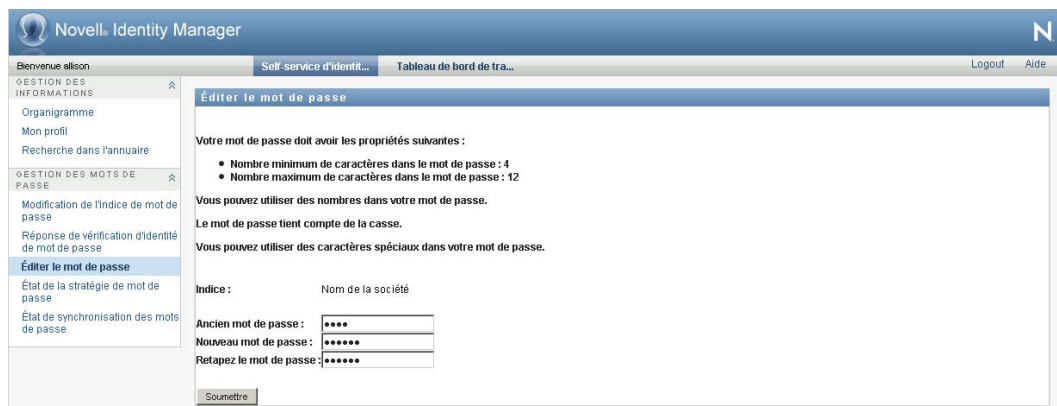 Novell® Identity Manager
N
Bienvenue allison
Self-service d'identit...
Tableau de bord de tra...
Logout
Aide
GESTION DES
INFORMATIONS
Organigramme
Mon profil
Recherche dans l'annuaire
GESTION DES MOTS DE
PASSE
Modification de l'indice de mot de
passe
Réponse de vérification d'identité
de mot de passe
Éditer le mot de passe
État de la stratégie de mot de
passe
État de synchronisation des mots
de passe
Éditer le mot de passe
Votre mot de passe doit avoir les propriétés suivantes :
• Nombre minimum de caractères dans le mot de passe : 4
• Nombre maximum de caractères dans le mot de passe : 12
Vous pouvez utiliser des nombres dans votre mot de passe.
Le mot de passe tient compte de la casse.
Vous pouvez utiliser des caractères spéciaux dans votre mot de passe.
Indice : Nom de la société
Ancien mot de passe : ••••
Nouveau mot de passe : ••••••
Retapez le mot de passe : ••••••
Soumettre